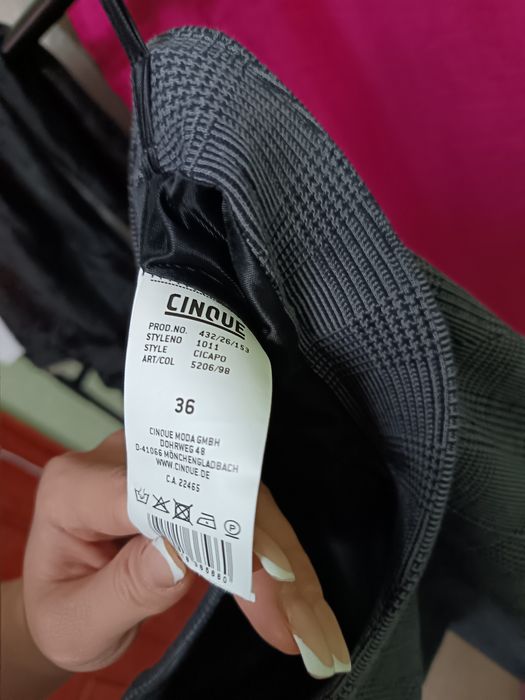 CINQUE
PROD.NO. 432/26/153
STYLENO 1011
STYLE CICAPO
ART/COL 5206/98
36
CINQUE MODA GMBH
DOHRWEG 48
D-41066 MÖNCHENGLADBACH
WWW.CINQUE.DE
C.A. 22465